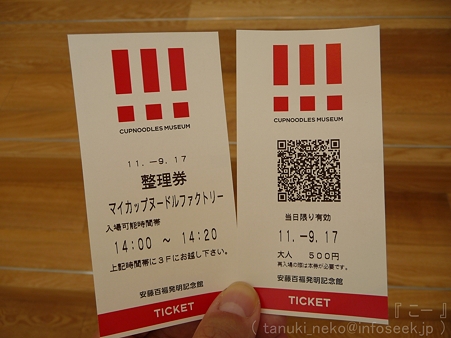 CUPNOODLES MUSEUM
11.－9.17
整理券
マイカップヌードルファクトリー
入場可能時間帯
14:00 ～ 14:20
上記時間帯に3Fにお越し下さい。
安藤百福発明記念館
TICKET
CUPNOODLES MUSEUM
当日限り有効
11.－9.17
大人 500円
再入場の際は本券が必要です。
安藤百福発明記念館
TICKET
『こー』
( tanuki_neko@infoseek.jp )